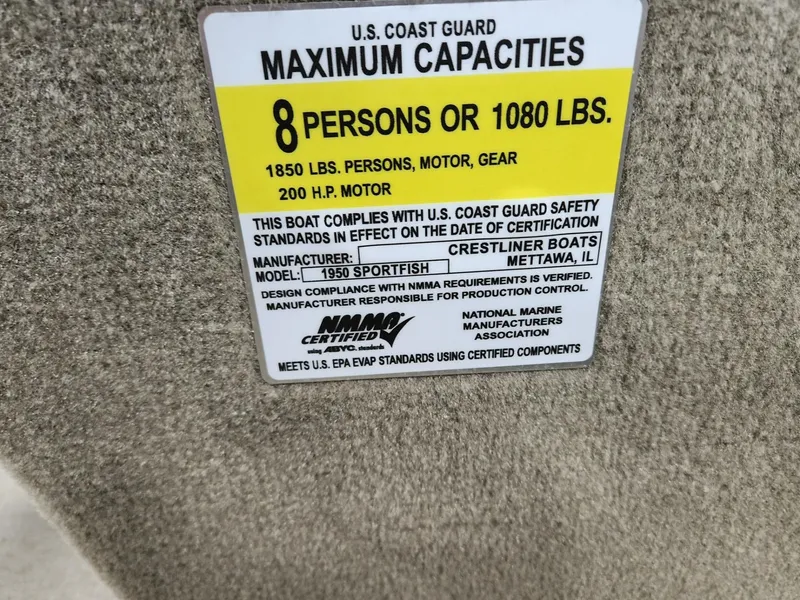 U.S. COAST GUARD
MAXIMUM CAPACITIES
8 PERSONS OR 1080 LBS.
1850 LBS. PERSONS, MOTOR, GEAR
200 H.P. MOTOR
THIS BOAT COMPLIES WITH U.S. COAST GUARD SAFETY
STANDARDS IN EFFECT ON THE DATE OF CERTIFICATION
MANUFACTURER: CRESTLINER BOATS
METTAWA, IL
MODEL: 1950 SPORTFISH
DESIGN COMPLIANCE WITH NMMA REQUIREMENTS IS VERIFIED.
MANUFACTURER RESPONSIBLE FOR PRODUCTION CONTROL.
NMMA®
CERTIFIED
using ABYC. standards
NATIONAL MARINE
MANUFACTURERS
ASSOCIATION
MEETS U.S. EPA EVAP STANDARDS USING CERTIFIED COMPONENTS